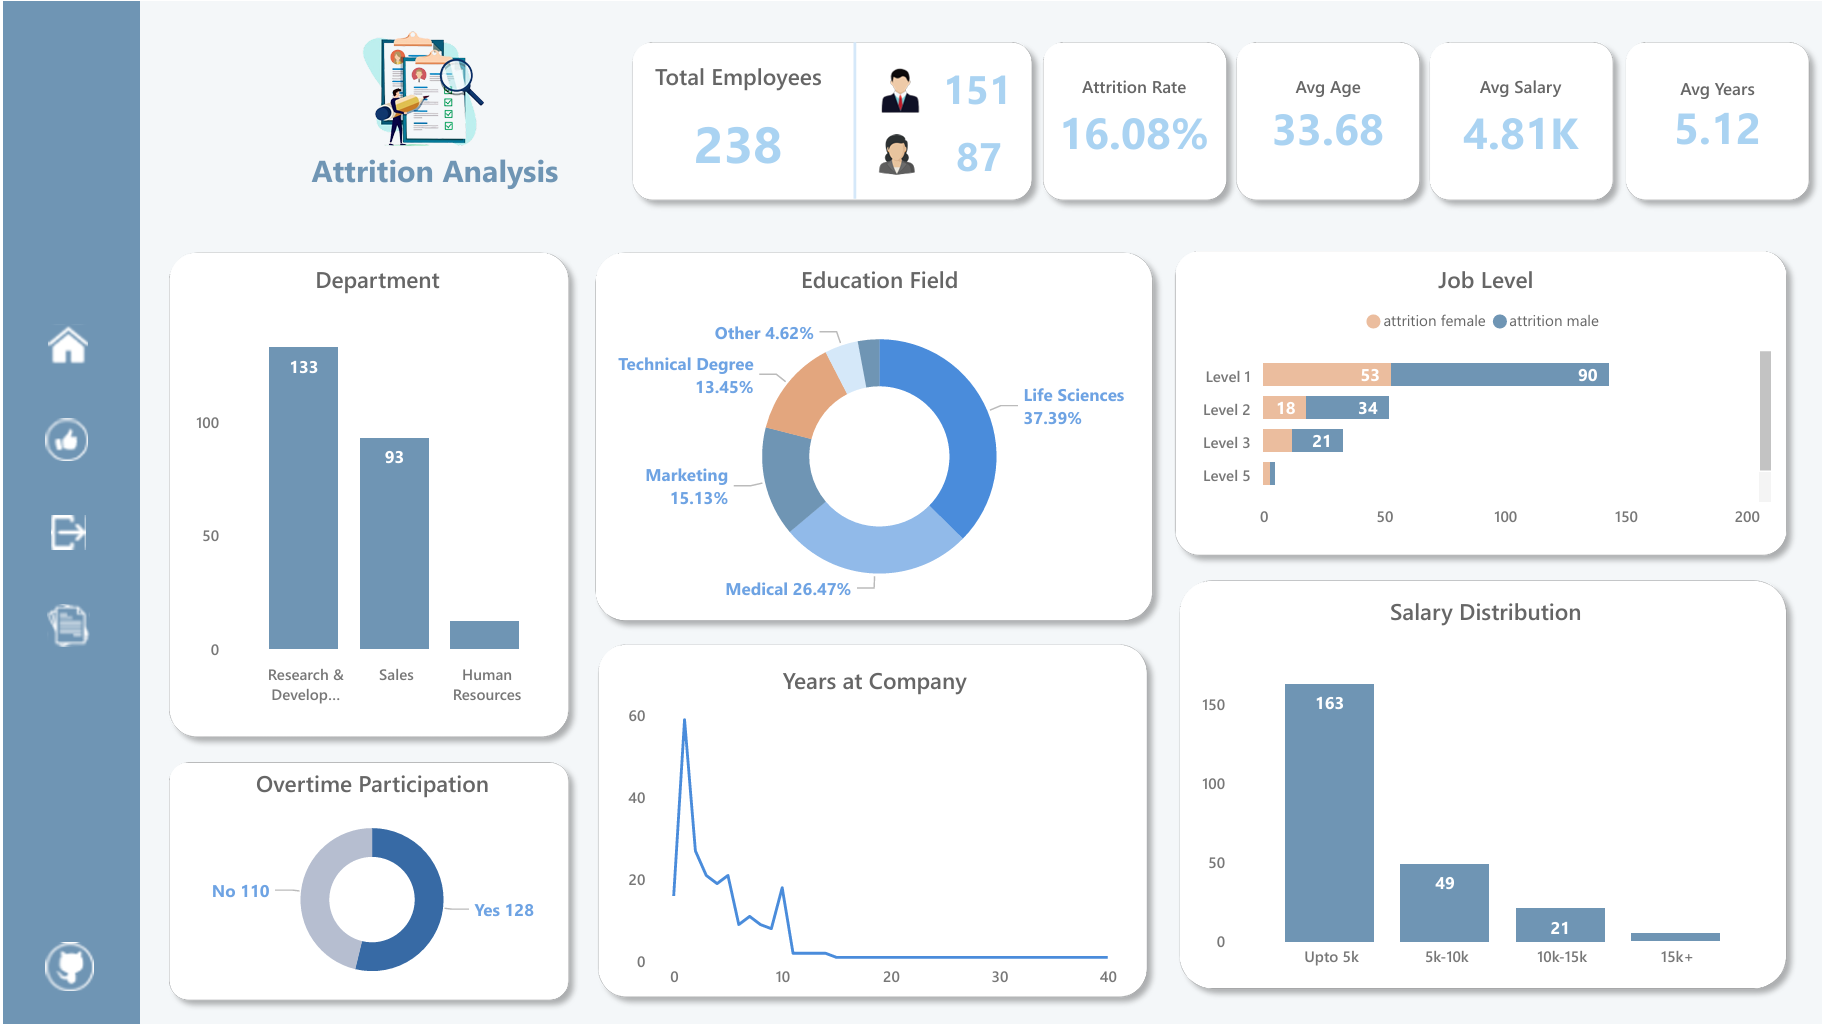 Attrition Analysis
Total Employees
238
151
87
Attrition Rate
16.08%
Avg Age
33.68
Avg Salary
4.81K
Avg Years
5.12
Department
133
93
100
50
0
Research &
Develop...
Sales
Human
Resources
Education Field
Other 4.62%
Technical Degree
13.45%
Life Sciences
37.39%
Marketing
15.13%
Medical 26.47%
Job Level
attrition female attrition male
Level 1 53 90
Level 2 18 34
Level 3 21
Level 5
0 50 100 150 200
Overtime Participation
No 110
Yes 128
Years at Company
60
40
20
0
0 10 20 30 40
Salary Distribution
150
100
50
0
163
49
21
Upto 5k 5k-10k 10k-15k 15k+